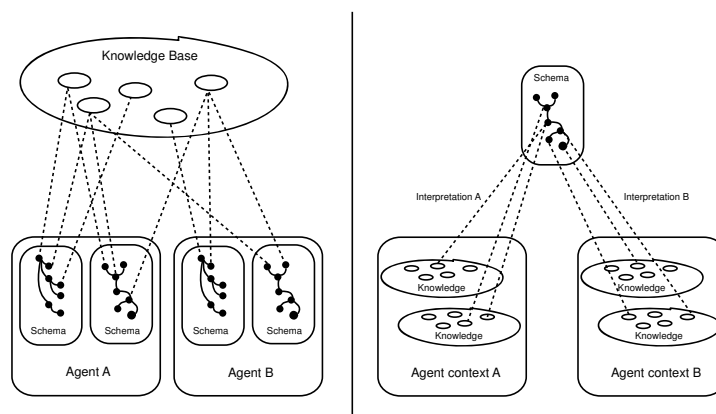 Knowledge Base
Schema
Schema
Agent A
Schema
Schema
Agent B
Schema
Interpretation A
Interpretation B
Knowledge
Knowledge
Agent context A
Knowledge
Knowledge
Agent context B